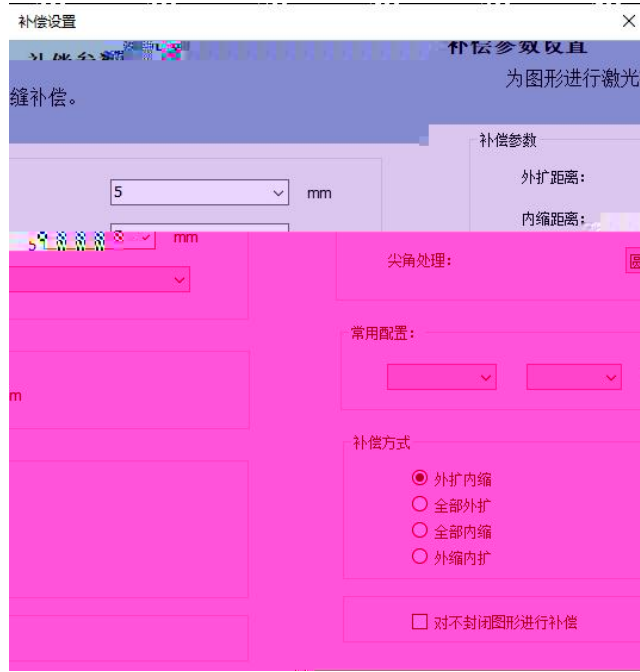 补偿设置
补偿参数设置
为图形进行激光
缝补偿。
补偿参数
外扩距离：
5 mm
内缩距离：
mm
尖角处理：
圆
常用配置：
m
补偿方式
外扩内缩
全部外扩
全部内缩
外缩内扩
对不封闭图形进行补偿